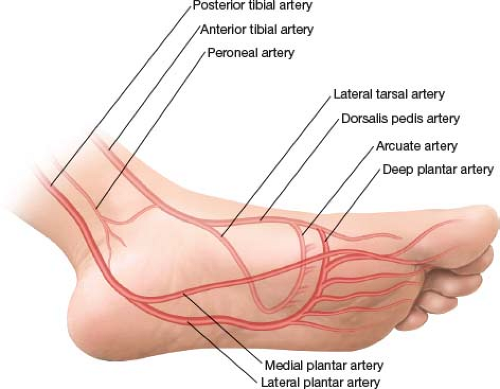 Posterior tibial artery
Anterior tibial artery
Peroneal artery
Lateral tarsal artery
Dorsalis pedis artery
Arcuate artery
Deep plantar artery
Medial plantar artery
Lateral plantar artery